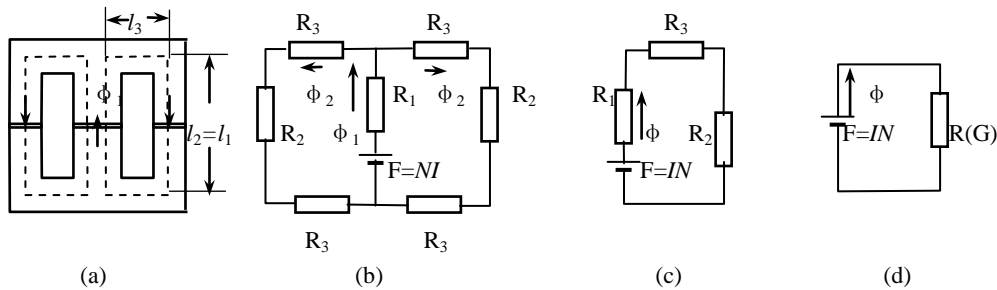 l₃
ϕ₁
l₂=l₁
(a)
R₃ R₃
ϕ₂ ϕ₂
R₁ R₂
R₂ ϕ₁
F=NI
R₃ R₃
(b)
R₃
R₁
ϕ R₂
F=IN
(c)
ϕ
F=IN R(G)
(d)